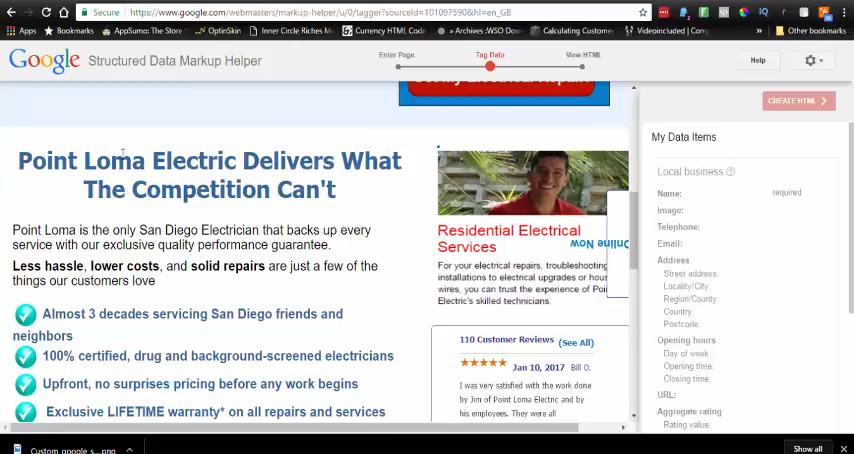 Secure
https://www.google.com/webmasters/markup-helper/u/0/tagger?sourceId=101097590&hl=en_GB
Apps
Bookmarks
AppSumo: The Store
OptinSkin
Inner Circle Riches M
Currency HTML Code
» Archives :WSO Dow
Calculating Custome
Videoincluded | Com
Other bookmarks
Google Structured Data Markup Helper
Enter Page
Tag Data
View HTML
Help
CREATE HTML
My Data Items
Local business
Name:
required
Image:
Telephone:
Email:
Address
Street address:
Locality/City:
Region/County:
Country:
Postcode:
Opening hours
Day of week
Opening time:
Closing time:
URL:
Aggregate rating
Rating value:
Point Loma Electric Delivers What
The Competition Can't
Point Loma is the only San Diego Electrician that backs up every
service with our exclusive quality performance guarantee.
Less hassle, lower costs, and solid repairs are just a few of the
things our customers love
Almost 3 decades servicing San Diego friends and
neighbors
100% certified, drug and background-screened electricians
Upfront, no surprises pricing before any work begins
Exclusive LIFETIME warranty* on all repairs and services
Residential Electrical
Services
Online Now
For your electrical repairs, troubleshooting
installations to electrical upgrades or hous
wires, you can trust the experience of Poi
Electric's skilled technicians.
110 Customer Reviews (See All)
Jan 10, 2017 Bill O.
I was very satisfied with the work done
by Jim of Point Loma Electric and by
his employees. They were all
Custom google s....png
Show all